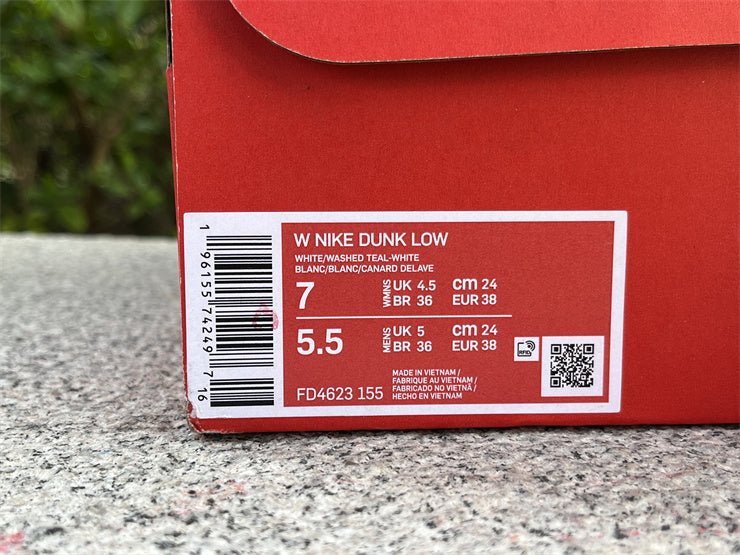 W NIKE DUNK LOW
WHITE/WASHED TEAL-WHITE
BLANC/BLANC/CANARD DELAVE
7 WMNS UK 4.5 cm 24
BR 36 EUR 38
5.5 MENS UK 5 cm 24
BR 36 EUR 38
RFID
FD4623 155
MADE IN VIETNAM /
FABRIQUE AU VIETNAM /
FABRICADO NO VIETNÃ /
HECHO EN VIETNAM
1 96155 74249 7 16